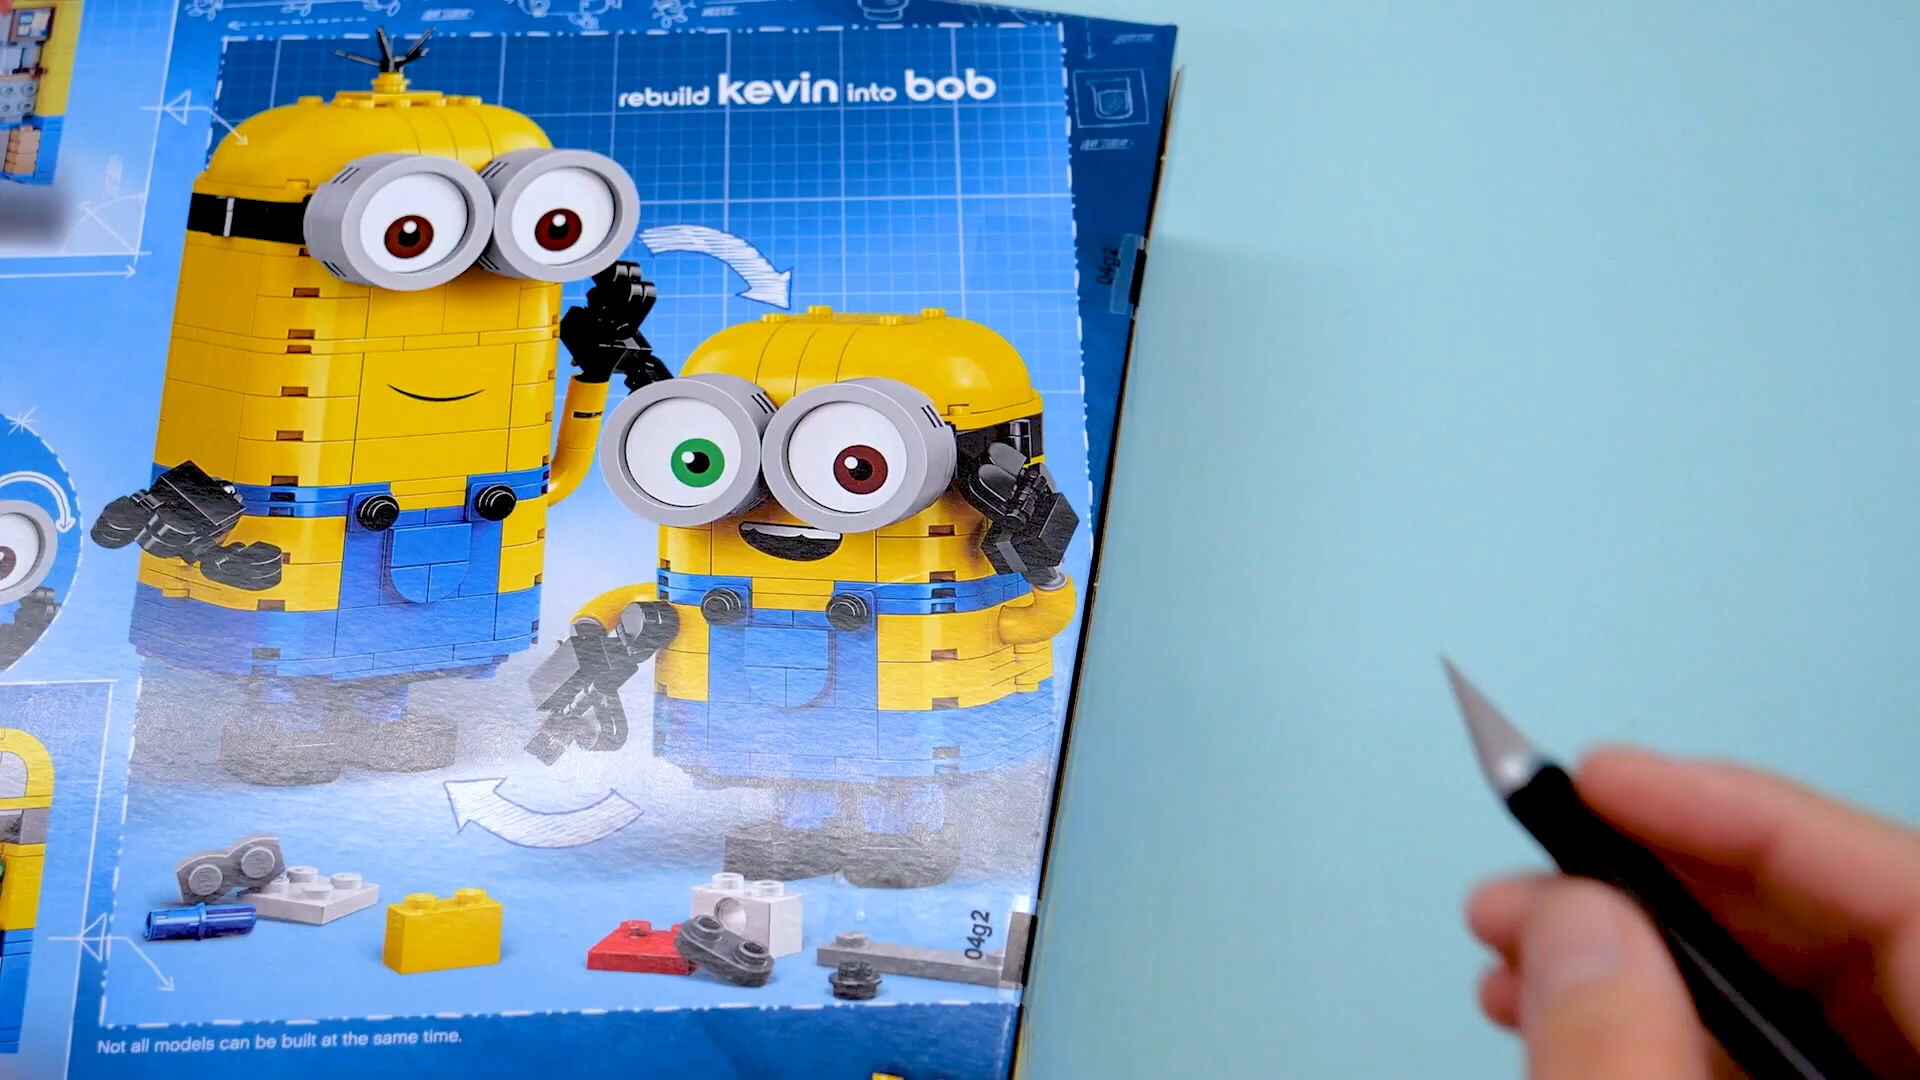 rebuild kevin into bob
04g2
04g2
Not all models can be built at the same time.